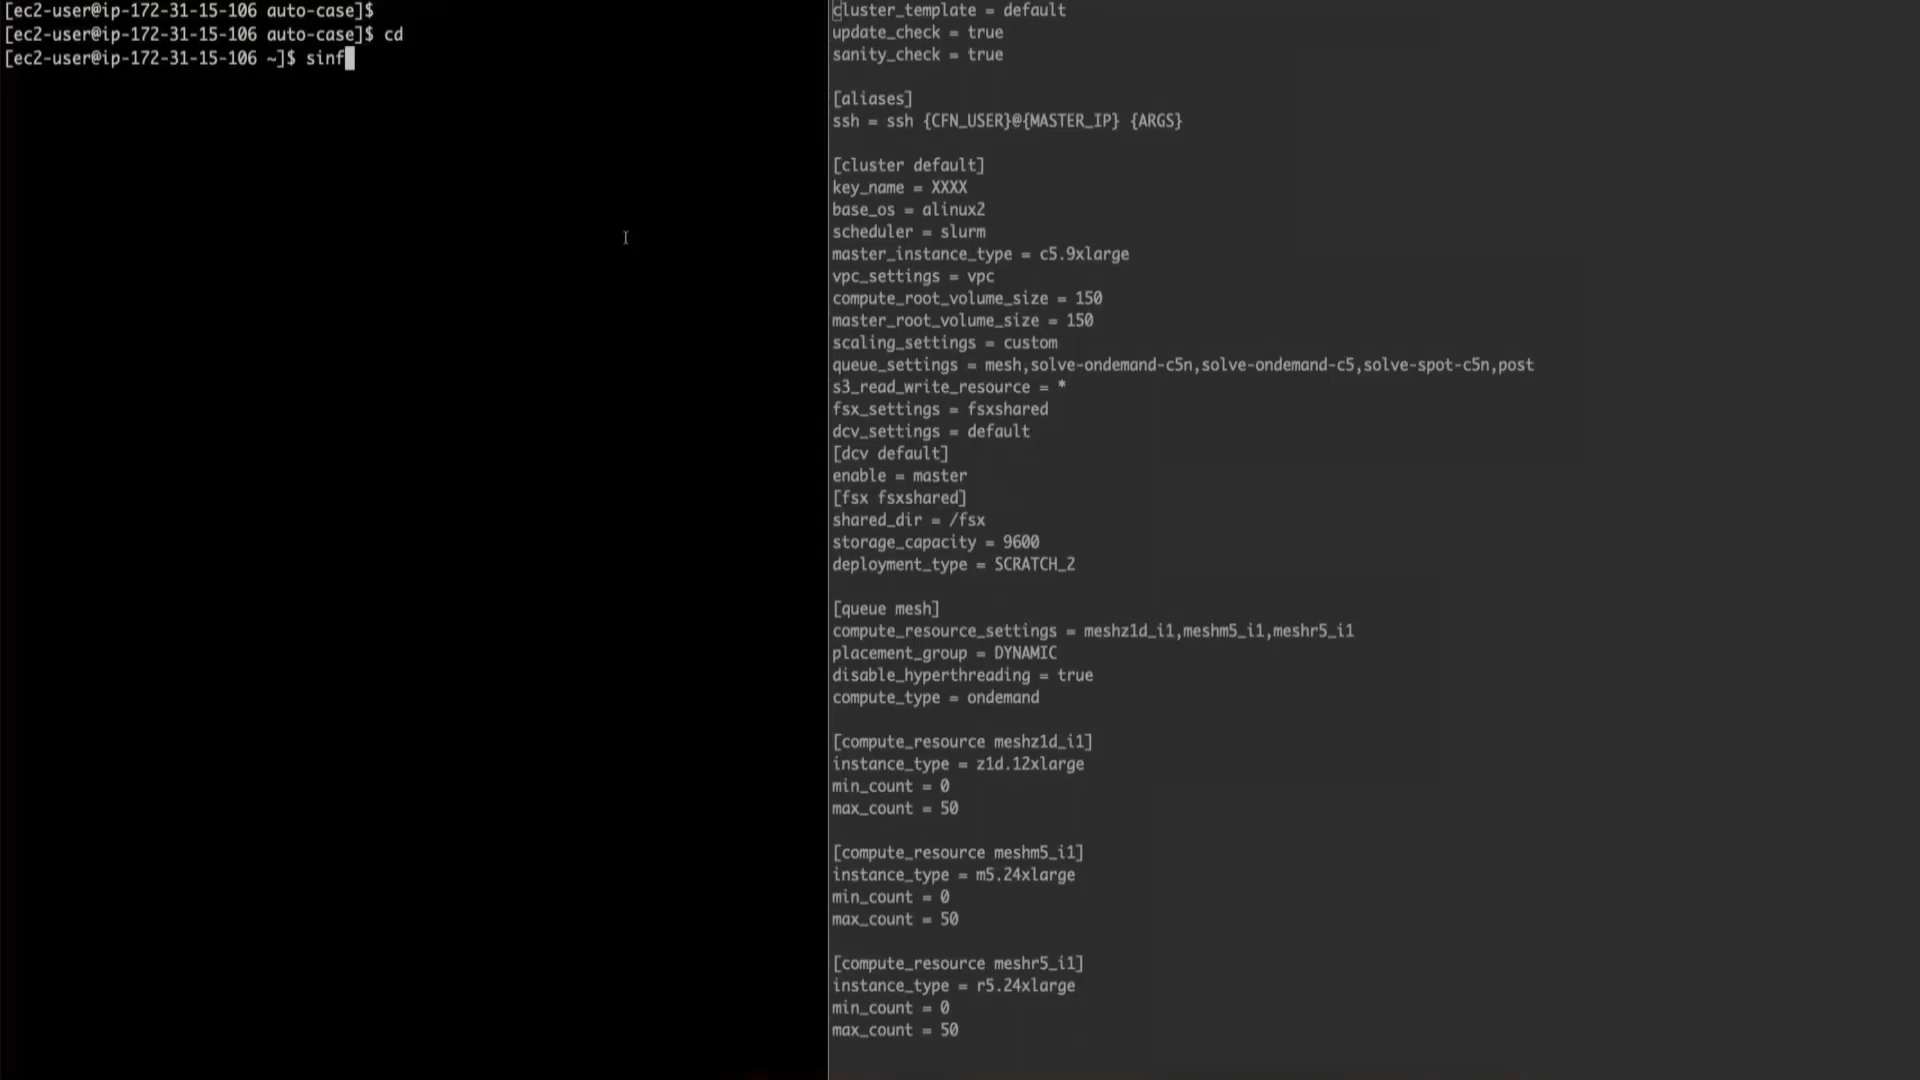 [ec2-user@ip-172-31-15-106 auto-case]$
[ec2-user@ip-172-31-15-106 auto-case]$ cd
[ec2-user@ip-172-31-15-106 ~]$ sinf
cluster_template = default
update_check = true
sanity_check = true
[aliases]
ssh = ssh {CFN_USER}@{MASTER_IP} {ARGS}
[cluster default]
key_name = XXXX
base_os = alinux2
scheduler = slurm
master_instance_type = c5.9xlarge
vpc_settings = vpc
compute_root_volume_size = 150
master_root_volume_size = 150
scaling_settings = custom
queue_settings = mesh,solve-ondemand-c5n,solve-ondemand-c5,solve-spot-c5n,post
s3_read_write_resource = *
fsx_settings = fsxshared
dcv_settings = default
[dcv default]
enable = master
[fsx fsxshared]
shared_dir = /fsx
storage_capacity = 9600
deployment_type = SCRATCH_2
[queue mesh]
compute_resource_settings = meshz1d_i1,meshm5_i1,meshr5_i1
placement_group = DYNAMIC
disable_hyperthreading = true
compute_type = ondemand
[compute_resource meshz1d_i1]
instance_type = z1d.12xlarge
min_count = 0
max_count = 50
[compute_resource meshm5_i1]
instance_type = m5.24xlarge
min_count = 0
max_count = 50
[compute_resource meshr5_i1]
instance_type = r5.24xlarge
min_count = 0
max_count = 50